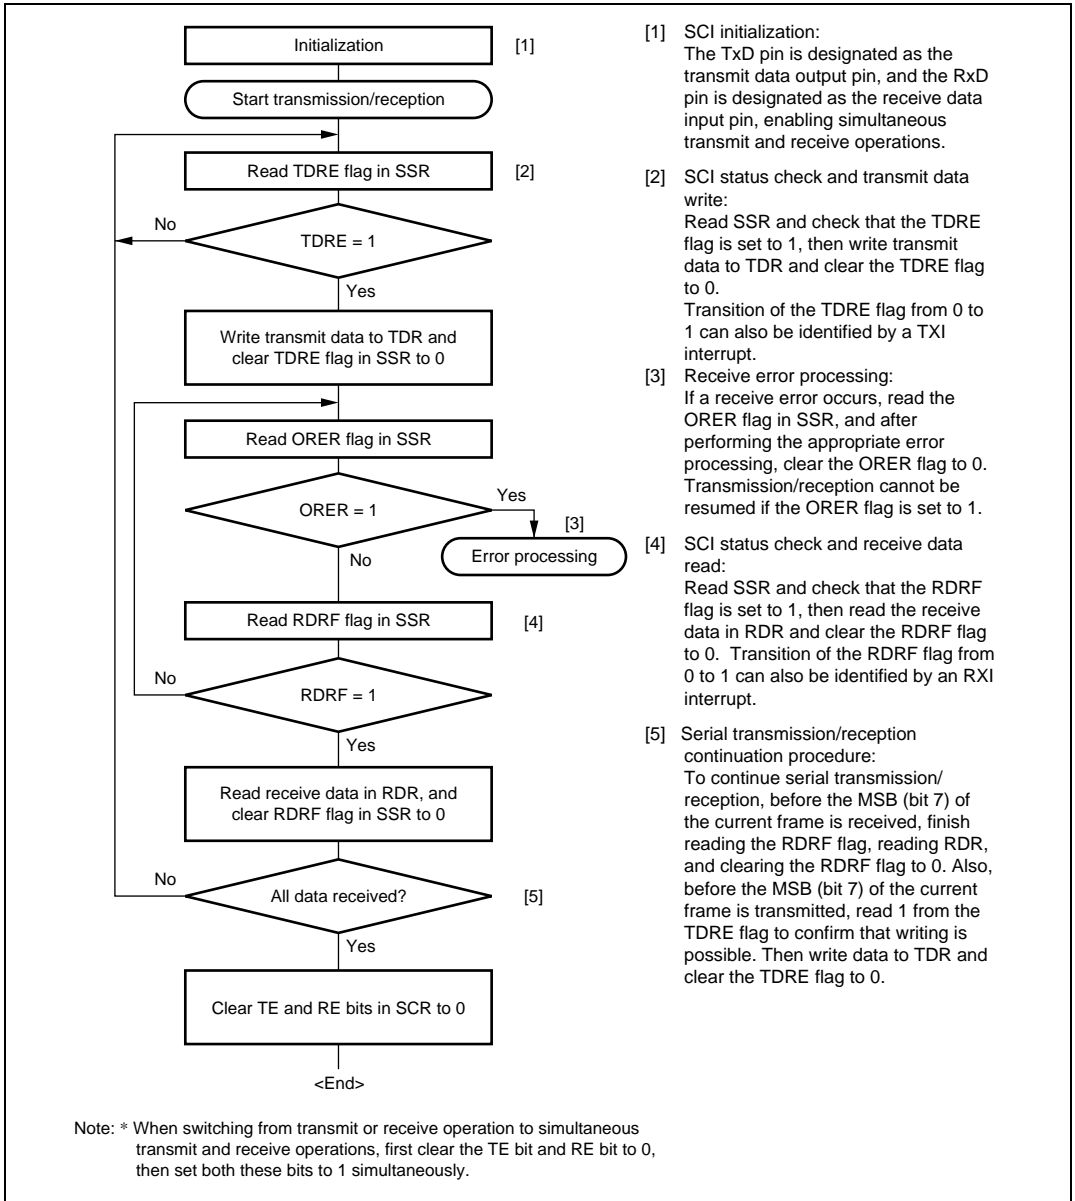 Initialization
[1]
Start transmission/reception
Read TDRE flag in SSR
[2]
No
TDRE = 1
Yes
Write transmit data to TDR and
clear TDRE flag in SSR to 0
Read ORER flag in SSR
ORER = 1
Yes
[3]
Error processing
No
Read RDRF flag in SSR
[4]
No
RDRF = 1
Yes
Read receive data in RDR, and
clear RDRF flag in SSR to 0
No
All data received?
[5]
Yes
Clear TE and RE bits in SCR to 0
<End>
[1] SCI initialization:
The TxD pin is designated as the
transmit data output pin, and the RxD
pin is designated as the receive data
input pin, enabling simultaneous
transmit and receive operations.
[2] SCI status check and transmit data
write:
Read SSR and check that the TDRE
flag is set to 1, then write transmit
data to TDR and clear the TDRE flag
to 0.
Transition of the TDRE flag from 0 to
1 can also be identified by a TXI
interrupt.
[3] Receive error processing:
If a receive error occurs, read the
ORER flag in SSR, and after
performing the appropriate error
processing, clear the ORER flag to 0.
Transmission/reception cannot be
resumed if the ORER flag is set to 1.
[4] SCI status check and receive data
read:
Read SSR and check that the RDRF
flag is set to 1, then read the receive
data in RDR and clear the RDRF flag
to 0. Transition of the RDRF flag from
0 to 1 can also be identified by an RXI
interrupt.
[5] Serial transmission/reception
continuation procedure:
To continue serial transmission/
reception, before the MSB (bit 7) of
the current frame is received, finish
reading the RDRF flag, reading RDR,
and clearing the RDRF flag to 0. Also,
before the MSB (bit 7) of the current
frame is transmitted, read 1 from the
TDRE flag to confirm that writing is
possible. Then write data to TDR and
clear the TDRE flag to 0.
Note: * When switching from transmit or receive operation to simultaneous
transmit and receive operations, first clear the TE bit and RE bit to 0,
then set both these bits to 1 simultaneously.